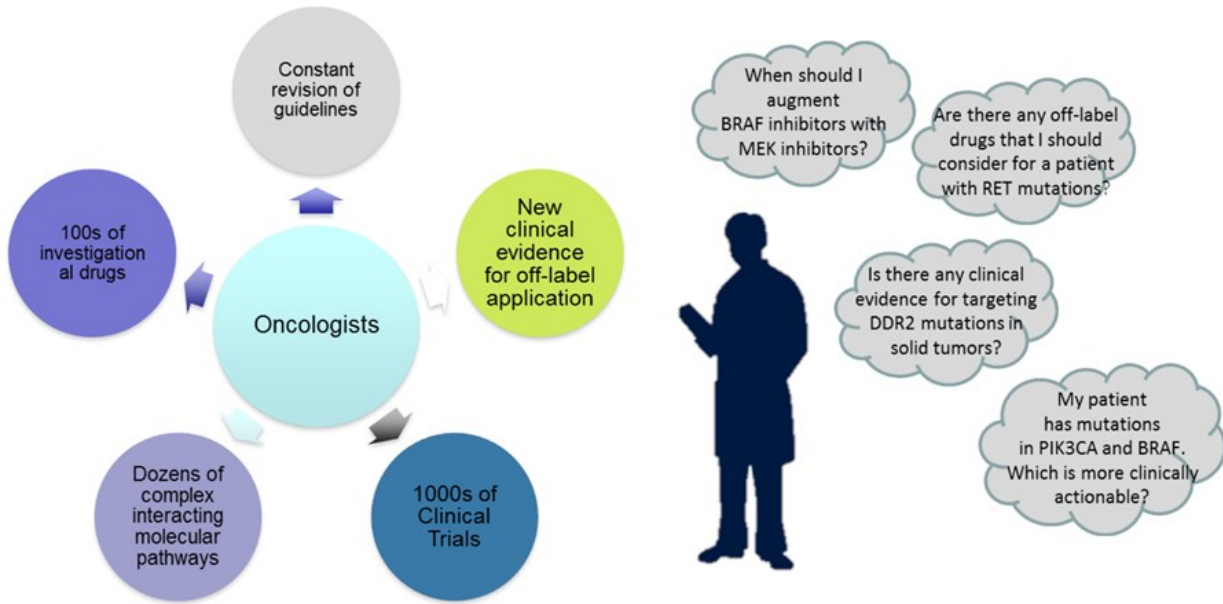 Constant
revision of
guidelines
100s of
investigation
al drugs
New
clinical
evidence
for off-label
application
Oncologists
Dozens of
complex
interacting
molecular
pathways
1000s of
Clinical
Trials
When should I
augment
BRAF inhibitors with
MEK inhibitors?
Are there any off-label
drugs that I should
consider for a patient
with RET mutations?
Is there any clinical
evidence for targeting
DDR2 mutations in
solid tumors?
My patient
has mutations
in PIK3CA and BRAF.
Which is more clinically
actionable?